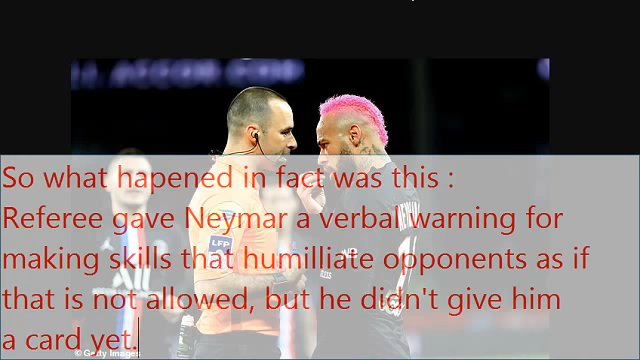 So what hapened in fact was this :
Referee gave Neymar a verbal warning for
making skills that humilliate opponents as if
that is not allowed, but he didn't give him
a card yet.
LFP
© Getty Images